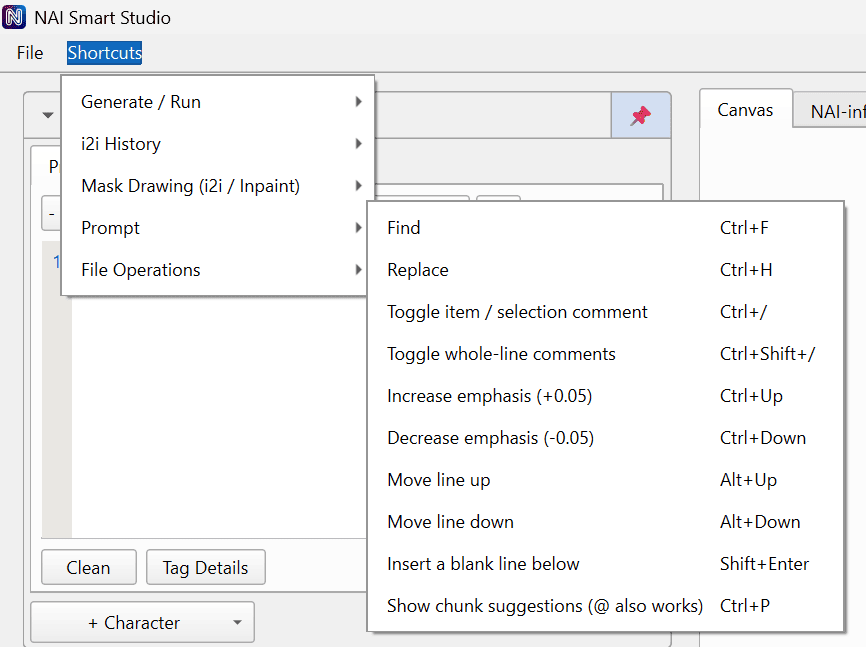 NAI Smart Studio
File Shortcuts
Generate / Run
i2i History
Mask Drawing (i2i / Inpaint)
Prompt
File Operations
Canvas NAI-inf
-
1
Find Ctrl+F
Replace Ctrl+H
Toggle item / selection comment Ctrl+/
Toggle whole-line comments Ctrl+Shift+/
Increase emphasis (+0.05) Ctrl+Up
Decrease emphasis (-0.05) Ctrl+Down
Move line up Alt+Up
Move line down Alt+Down
Insert a blank line below Shift+Enter
Show chunk suggestions (@ also works) Ctrl+P
Clean Tag Details
+ Character